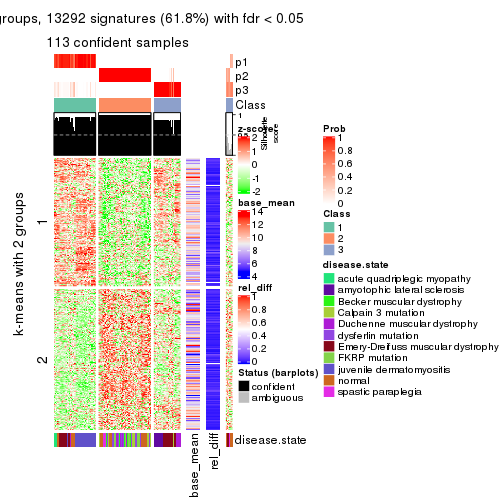 groups, 13292 signatures (61.8%) with fdr < 0.05
113 confident samples
p1
p2
p3
Class
1
0
Silhouette
score
z-score
2
1
0
-1
-2
base_mean
14
12
10
8
6
4
rel_diff
1
0.8
0.6
0.4
0.2
0
Status (barplots)
confident
ambiguous
Prob
1
0.8
0.6
0.4
0.2
0
Class
1
2
3
disease.state
acute quadriplegic myopathy
amyotophic lateral sclerosis
Becker muscular dystrophy
Calpain 3 mutation
Duchenne muscular dystrophy
dysferlin mutation
Emery-Dreifuss muscular dystrophy
FKRP mutation
juvenile dermatomyositis
normal
spastic paraplegia
k-means with 2 groups
1
2
disease.state
base_mean
rel_diff